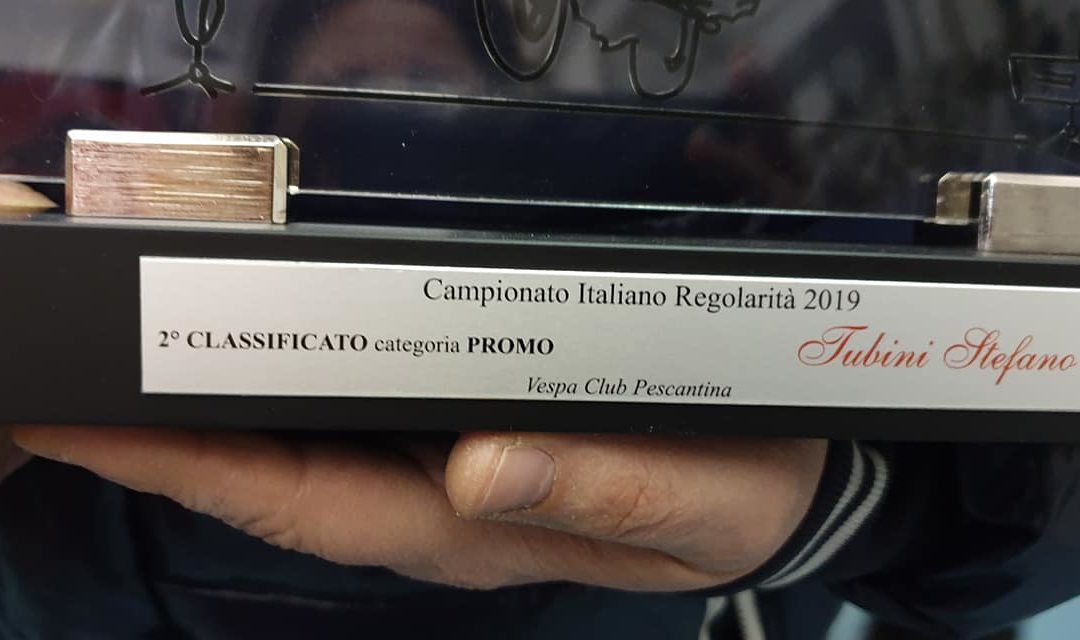 Campionato Italiano Regolarità 2019
2° CLASSIFICATO categoria PROMO
Tubini Stefano
Vespa Club Pescantina